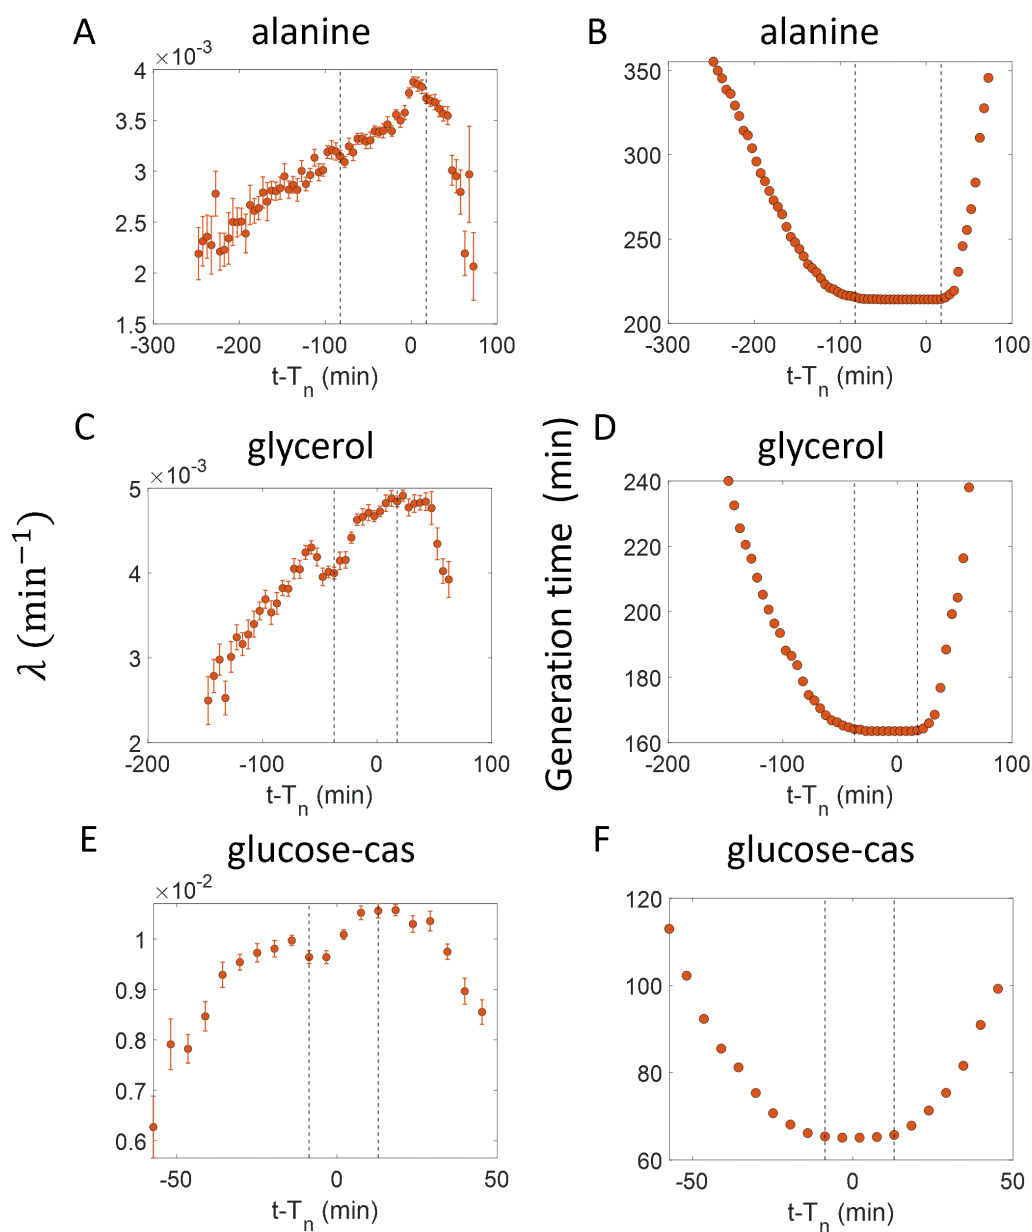 A alanine
×10⁻³
4
3.5
3
2.5
2
1.5
-300 -200 -100 0 100
t-Tₙ (min)
B alanine
350
300
250
200
-300 -200 -100 0 100
t-Tₙ (min)
C glycerol
×10⁻³
5
4
3
2
-200 -100 0 100
t-Tₙ (min)
λ (min⁻¹)
D glycerol
240
220
200
180
160
-200 -100 0 100
t-Tₙ (min)
Generation time (min)
E glucose-cas
×10⁻²
1
0.9
0.8
0.7
0.6
-50 0 50
t-Tₙ (min)
F glucose-cas
120
100
80
60
-50 0 50
t-Tₙ (min)